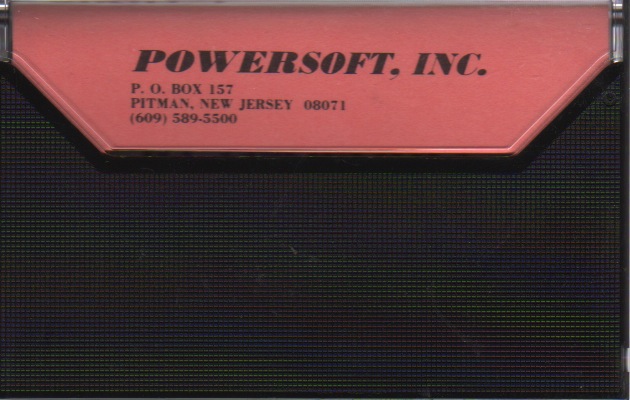 POWERSOFT, INC.
P. O. BOX 157
PITMAN, NEW JERSEY 08071
(609) 589-5500